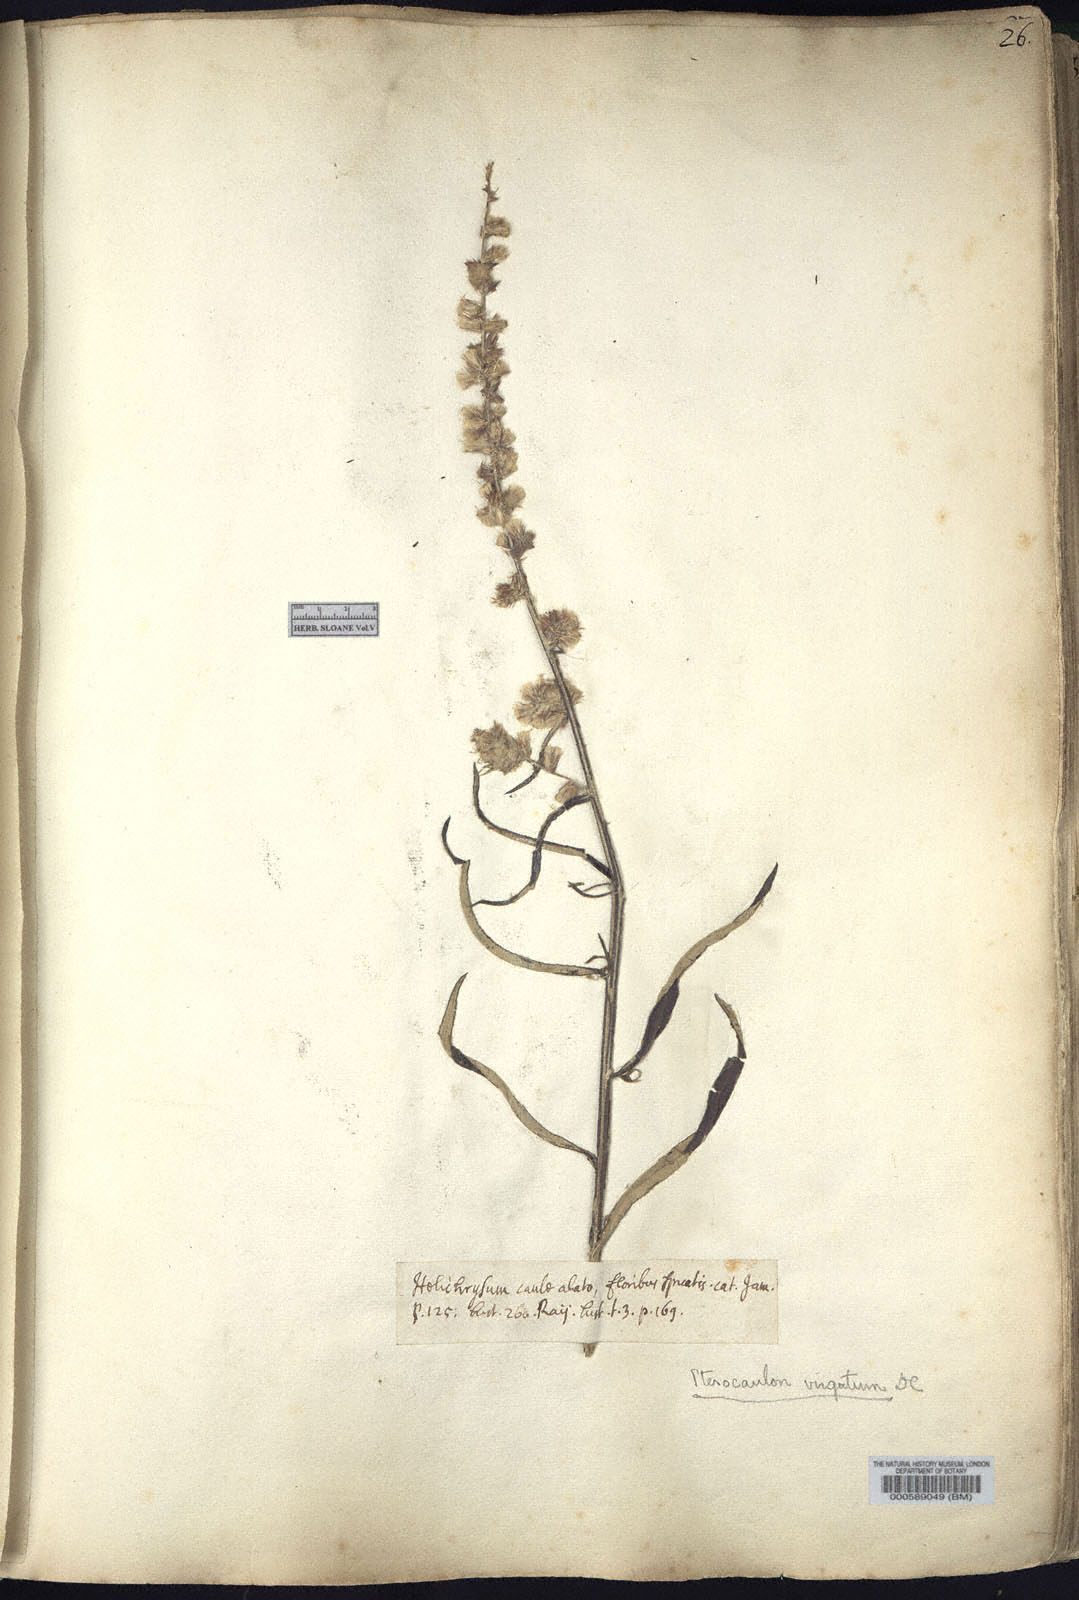 26.
HERB. SLOANE Vol.V
Helichrysum caule alato, floribus spicatis. cat. Jam.
p. 125. hist. 260. Raij. hist. t. 3. p. 169.
Pterocaulon virgatum DC
THE NATURAL HISTORY MUSEUM, LONDON
DEPARTMENT OF BOTANY
000589049 (BM)